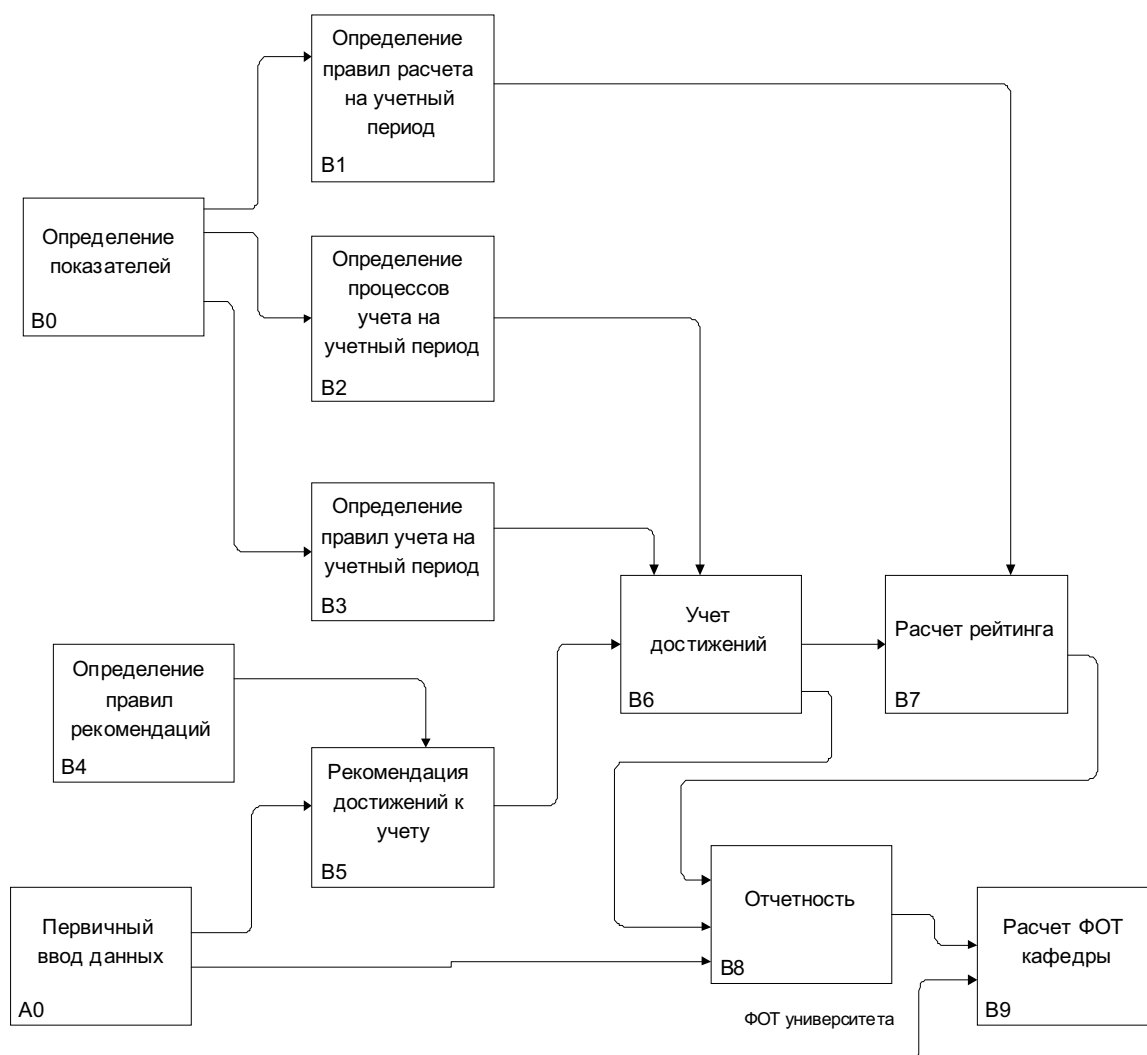 Определение
правил расчета
на учетный
период
B1
Определение
показателей
B0
Определение
процессов
учета на
учетный период
B2
Определение
правил учета на
учетный период
B3
Учет
достижений
B6
Расчет рейтинга
B7
Определение
правил
рекомендаций
B4
Рекомендация
достижений к
учету
B5
Первичный
ввод данных
A0
Отчетность
B8
Расчет ФОТ
кафедры
B9
ФОТ университета